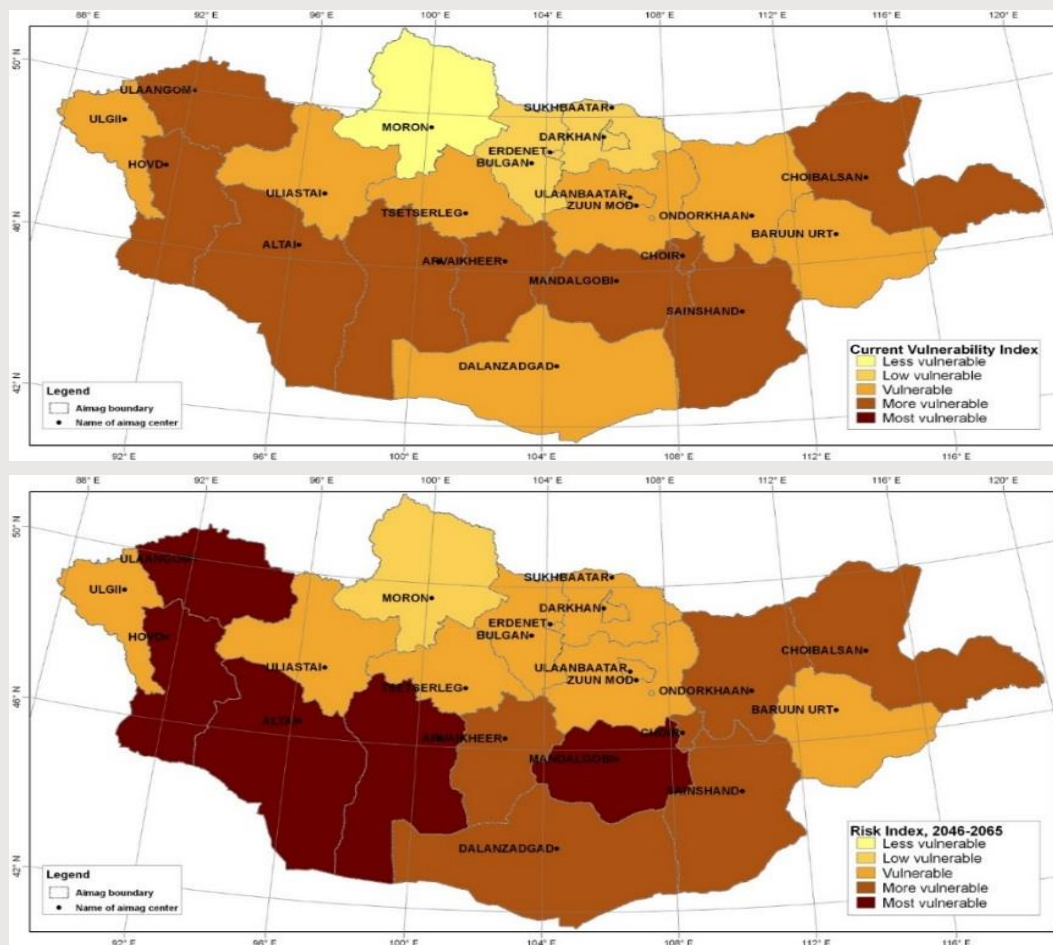 88° E 92° E 96° E 100° E 104° E 108° E 112° E 116° E 120° E
50° N
46° N
42° N
ULAANGOM
ULGII
HOVD
MORON
SUKHBAATAR
DARKHAN
ERDENET
BULGAN
ULIASTAI
TSETSERLEG
ULAANBAATAR
ZUUN MOD
ONDORKHAAN
CHOIBALSAN
BARUUN URT
ALTAI
ARVAIKHEER
CHOIR
MANDALGOBI
SAINSHAND
DALANZADGAD
Legend
Aimag boundary
Name of aimag center
Current Vulnerability Index
Less vulnerable
Low vulnerable
Vulnerable
More vulnerable
Most vulnerable
92° E 96° E 100° E 104° E 108° E 112° E 116° E
88° E 92° E 96° E 100° E 104° E 108° E 112° E 116° E 120° E
50° N
46° N
42° N
ULAANGOM
ULGII
HOVD
MORON
SUKHBAATAR
DARKHAN
ERDENET
BULGAN
ULIASTAI
TSETSERLEG
ULAANBAATAR
ZUUN MOD
ONDORKHAAN
CHOIBALSAN
BARUUN URT
ALTAI
ARVAIKHEER
CHOIR
MANDALGOBI
SAINSHAND
DALANZADGAD
Legend
Aimag boundary
Name of aimag center
Risk Index, 2046-2065
Less vulnerable
Low vulnerable
Vulnerable
More vulnerable
Most vulnerable
92° E 96° E 100° E 104° E 108° E 112° E 116° E